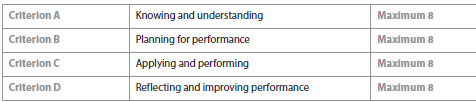 Criterion A Knowing and understanding Maximum 8
Criterion B Planning for performance Maximum 8
Criterion C Applying and performing Maximum 8
Criterion D Reflecting and improving performance Maximum 8